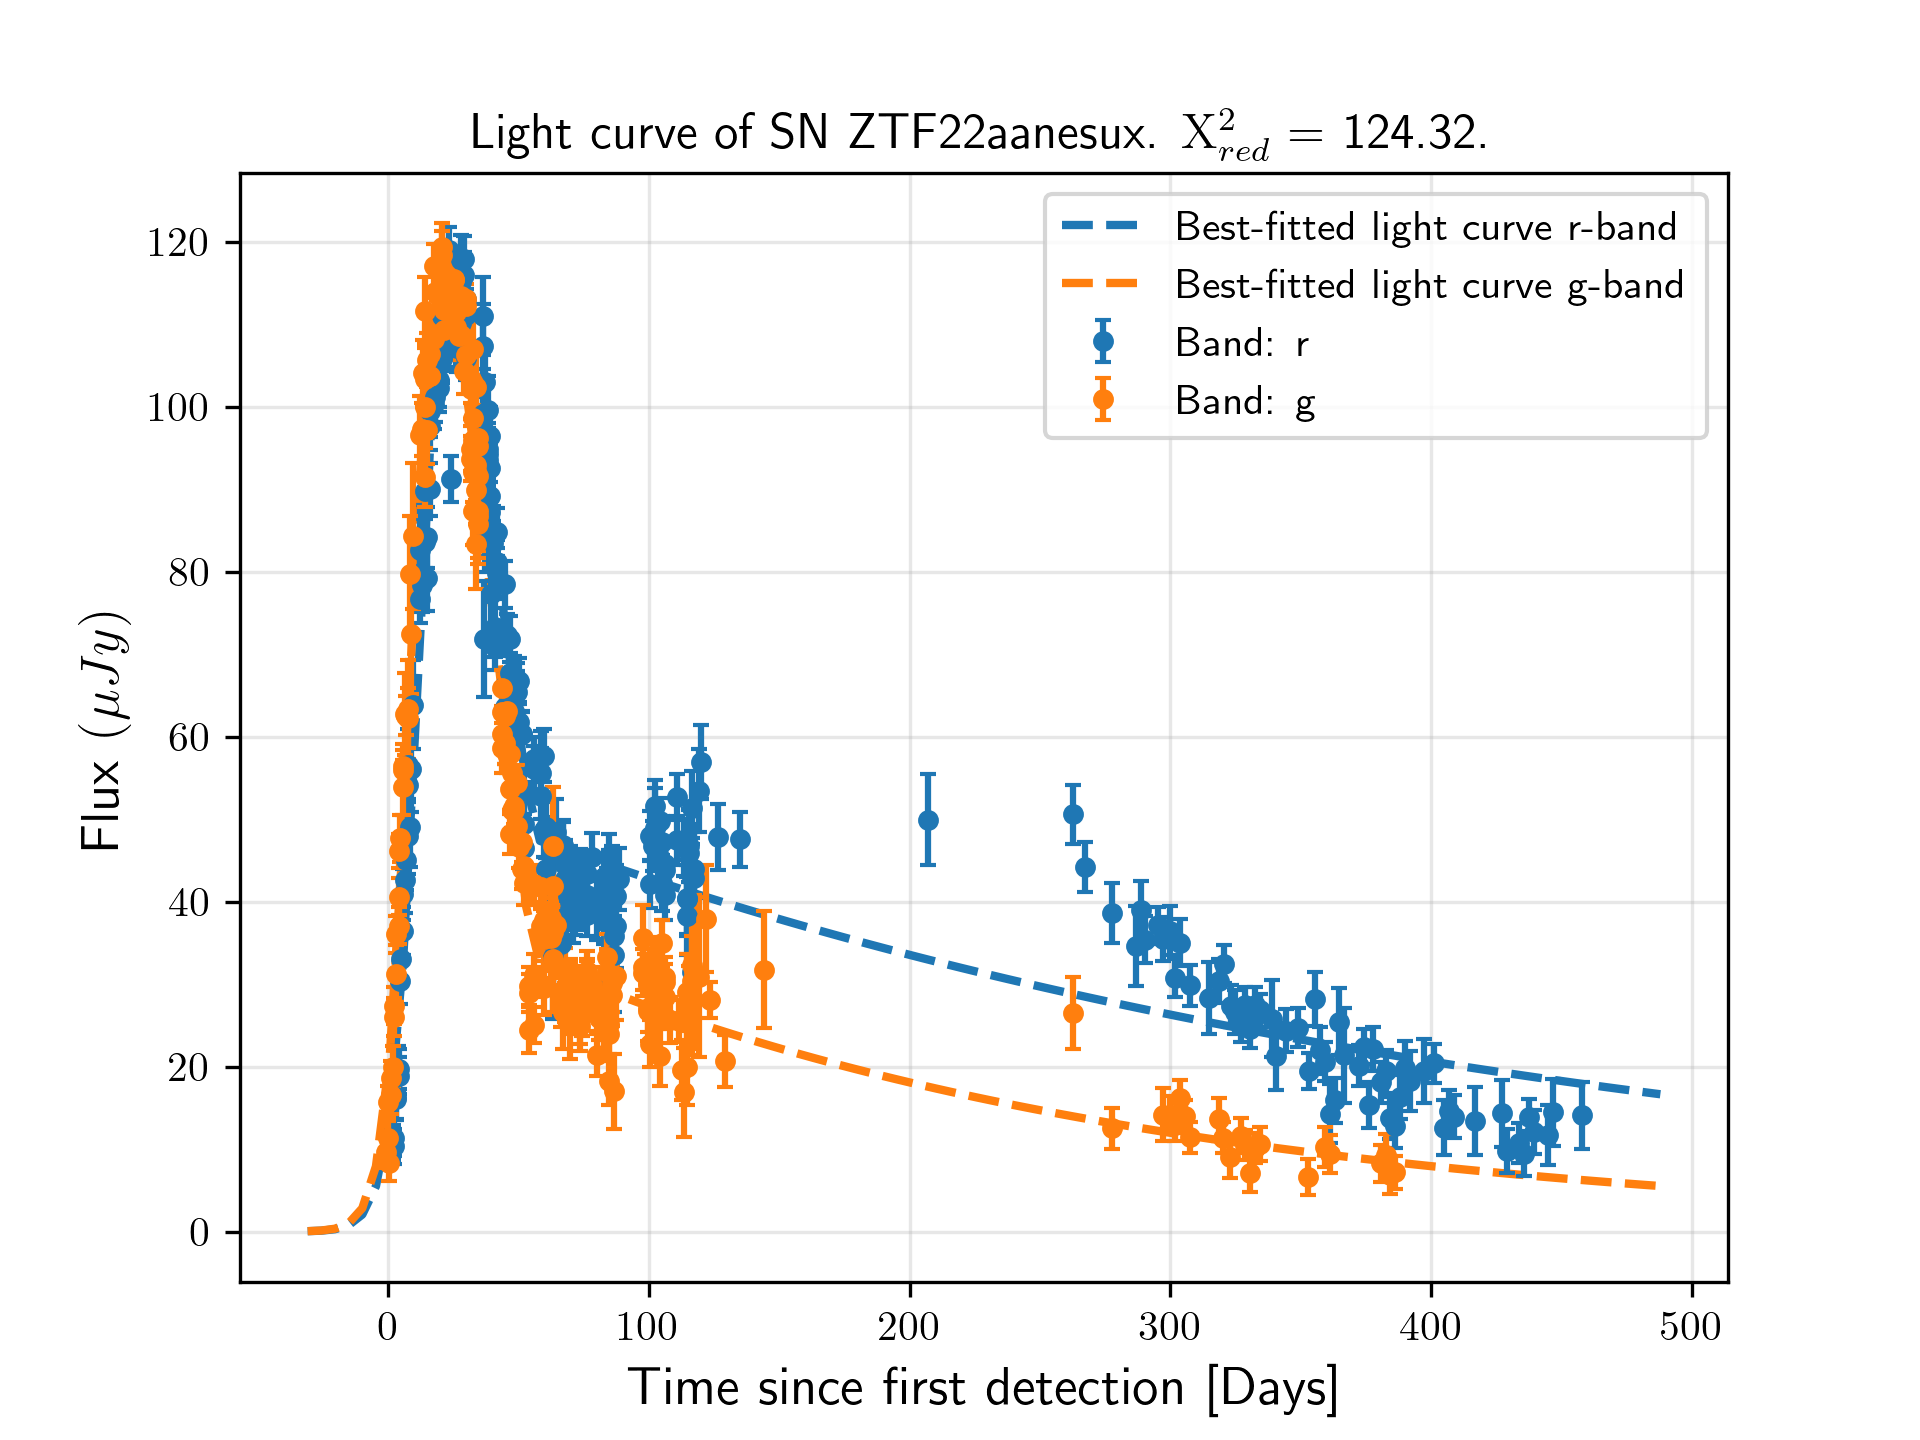 Light curve of SN ZTF22aanesux. X²_red = 124.32.
Best-fitted light curve r-band
Best-fitted light curve g-band
Band: r
Band: g
120
100
80
60
40
20
0
Flux (μJy)
0 100 200 300 400 500
Time since first detection [Days]